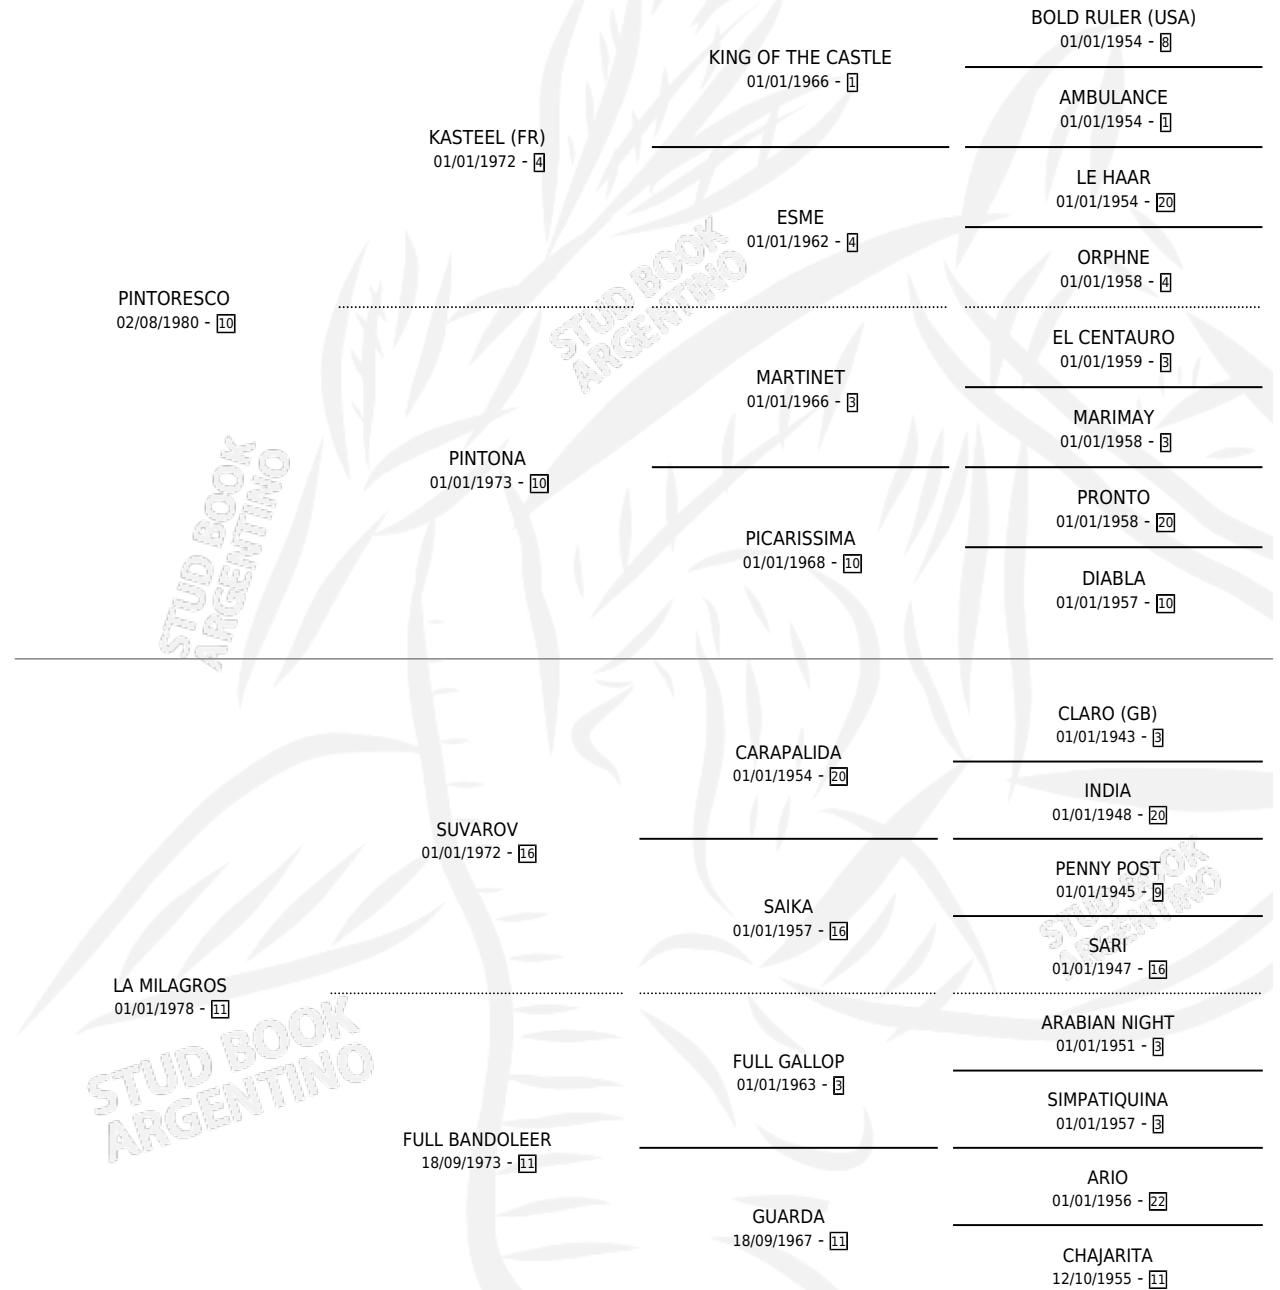 BOLD RULER (USA)
01/01/1954 - 8
KING OF THE CASTLE
01/01/1966 - 1
AMBULANCE
01/01/1954 - 1
KASTEEL (FR)
01/01/1972 - 4
LE HAAR
01/01/1954 - 20
ESME
01/01/1962 - 4
ORPHNE
01/01/1958 - 4
PINTORESCO
02/08/1980 - 10
EL CENTAURO
01/01/1959 - 3
MARTINET
01/01/1966 - 3
MARIMAY
01/01/1958 - 3
PINTONA
01/01/1973 - 10
PRONTO
01/01/1958 - 20
PICARISSIMA
01/01/1968 - 10
DIABLA
01/01/1957 - 10
STUD BOOK
ARGENTINO
STUD BOOK
ARGENTINO
CLARO (GB)
01/01/1943 - 3
CARAPALIDA
01/01/1954 - 20
INDIA
01/01/1948 - 20
SUVAROV
01/01/1972 - 16
PENNY POST
01/01/1945 - 9
SAIKA
01/01/1957 - 16
SARI
01/01/1947 - 16
STUD BOOK
ARGENTINO
LA MILAGROS
01/01/1978 - 11
ARABIAN NIGHT
01/01/1951 - 3
FULL GALLOP
01/01/1963 - 3
SIMPATIQUINA
01/01/1957 - 3
FULL BANDOLEER
18/09/1973 - 11
ARIO
01/01/1956 - 22
GUARDA
18/09/1967 - 11
CHAJARITA
12/10/1955 - 11
STUD BOOK
ARGENTINO